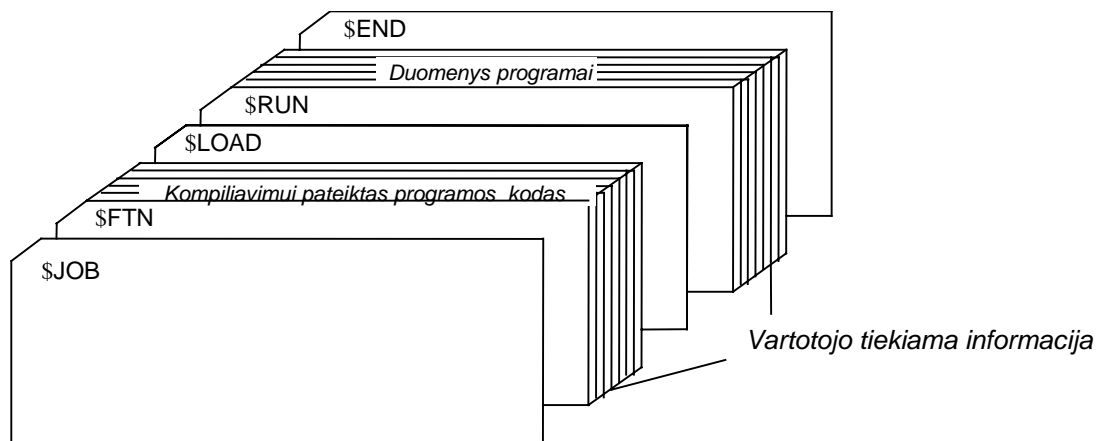 $END
Duomenys programai
$RUN
$LOAD
Kompiliavimui pateiktas programos kodas
$FTN
$JOB
Vartotojo tiekiama informacija